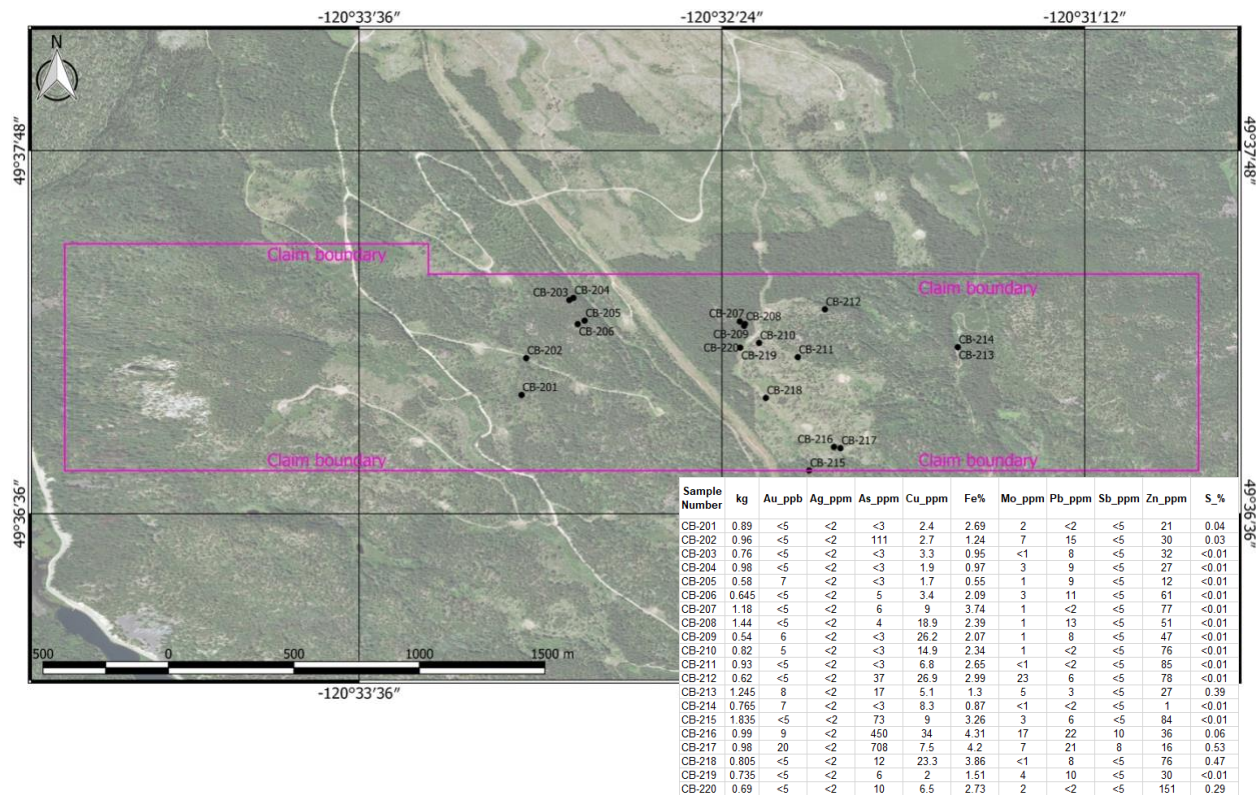 -120°33'36" -120°32'24" -120°31'12"
N
49°37'48" 49°37'48"
Claim boundary
Claim boundary
CB-203 CB-204
CB-205
CB-206
CB-202
CB-201
CB-212
CB-207 CB-208
CB-209 CB-210
CB-220 CB-219 CB-211
CB-214
CB-213
CB-218
CB-216 CB-217
Claim boundary Claim boundary
CB-215
49°36'36" 49°36'36"
500 0 500 1000 1500 m
-120°33'36"
Sample Number kg Au_ppb Ag_ppm As_ppm Cu_ppm Fe% Mo_ppm Pb_ppm Sb_ppm Zn_ppm S_%
CB-201 0.89 <5 <2 <3 2.4 2.69 2 <2 <5 21 0.04
CB-202 0.96 <5 <2 111 2.7 1.24 7 15 <5 30 0.03
CB-203 0.76 <5 <2 <3 3.3 0.95 <1 8 <5 32 <0.01
CB-204 0.98 <5 <2 <3 1.9 0.97 3 9 <5 27 <0.01
CB-205 0.58 7 <2 <3 1.7 0.55 1 9 <5 12 <0.01
CB-206 0.645 <5 <2 5 3.4 2.09 3 11 <5 61 <0.01
CB-207 1.18 <5 <2 6 9 3.74 1 <2 <5 77 <0.01
CB-208 1.44 <5 <2 4 18.9 2.39 1 13 <5 51 <0.01
CB-209 0.54 6 <2 <3 26.2 2.07 1 8 <5 47 <0.01
CB-210 0.82 5 <2 <3 14.9 2.34 1 <2 <5 76 <0.01
CB-211 0.93 <5 <2 <3 6.8 2.65 <1 <2 <5 85 <0.01
CB-212 0.62 <5 <2 37 26.9 2.99 23 6 <5 78 <0.01
CB-213 1.245 8 <2 17 5.1 1.3 5 3 <5 27 0.39
CB-214 0.765 7 <2 <3 8.3 0.87 <1 <2 <5 1 <0.01
CB-215 1.835 <5 <2 73 9 3.26 3 6 <5 84 <0.01
CB-216 0.99 9 <2 450 34 4.31 17 22 10 36 0.06
CB-217 0.98 20 <2 708 7.5 4.2 7 21 8 16 0.53
CB-218 0.805 <5 <2 12 23.3 3.86 <1 8 <5 76 0.47
CB-219 0.735 <5 <2 6 2 1.51 4 10 <5 30 <0.01
CB-220 0.69 <5 <2 10 6.5 2.73 2 <2 <5 151 0.29